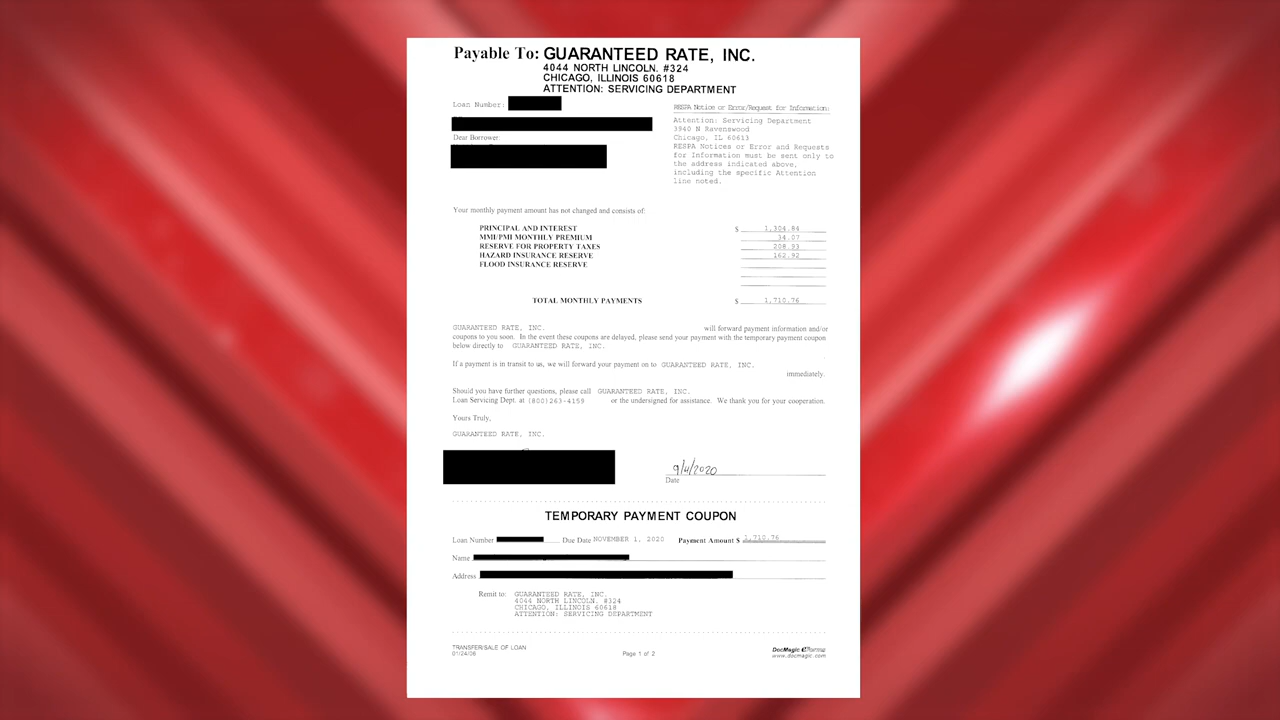 Payable To: GUARANTEED RATE, INC.
4044 NORTH LINCOLN. #324
CHICAGO, ILLINOIS 60618
ATTENTION: SERVICING DEPARTMENT
Loan Number:
Dear Borrower:
RESPA Notice or Error/Request for Information:
Attention: Servicing Department
3940 N Ravenswood
Chicago, IL 60613
RESPA Notices or Error and Requests
for Information must be sent only to
the address indicated above,
including the specific Attention
line noted.
Your monthly payment amount has not changed and consists of:
PRINCIPAL AND INTEREST $ 1,304.84
MMI/PMI MONTHLY PREMIUM 34.07
RESERVE FOR PROPERTY TAXES 208.93
HAZARD INSURANCE RESERVE 162.92
FLOOD INSURANCE RESERVE
TOTAL MONTHLY PAYMENTS $ 1,710.76
GUARANTEED RATE, INC. will forward payment information and/or
coupons to you soon. In the event these coupons are delayed, please send your payment with the temporary payment coupon
below directly to GUARANTEED RATE, INC.
.
If a payment is in transit to us, we will forward your payment on to GUARANTEED RATE, INC.
immediately.
Should you have further questions, please call GUARANTEED RATE, INC.
Loan Servicing Dept. at (800)263-4159 or the undersigned for assistance. We thank you for your cooperation.
Yours Truly,
GUARANTEED RATE, INC.
9/4/2020
Date
TEMPORARY PAYMENT COUPON
Loan Number Due Date NOVEMBER 1, 2020 Payment Amount $ 1,710.76
Name
Address
Remit to: GUARANTEED RATE, INC.
4044 NORTH LINCOLN. #324
CHICAGO, ILLINOIS 60618
ATTENTION: SERVICING DEPARTMENT
TRANSFER/SALE OF LOAN
01/24/06
Page 1 of 2
DocMagic eForms
www.docmagic.com